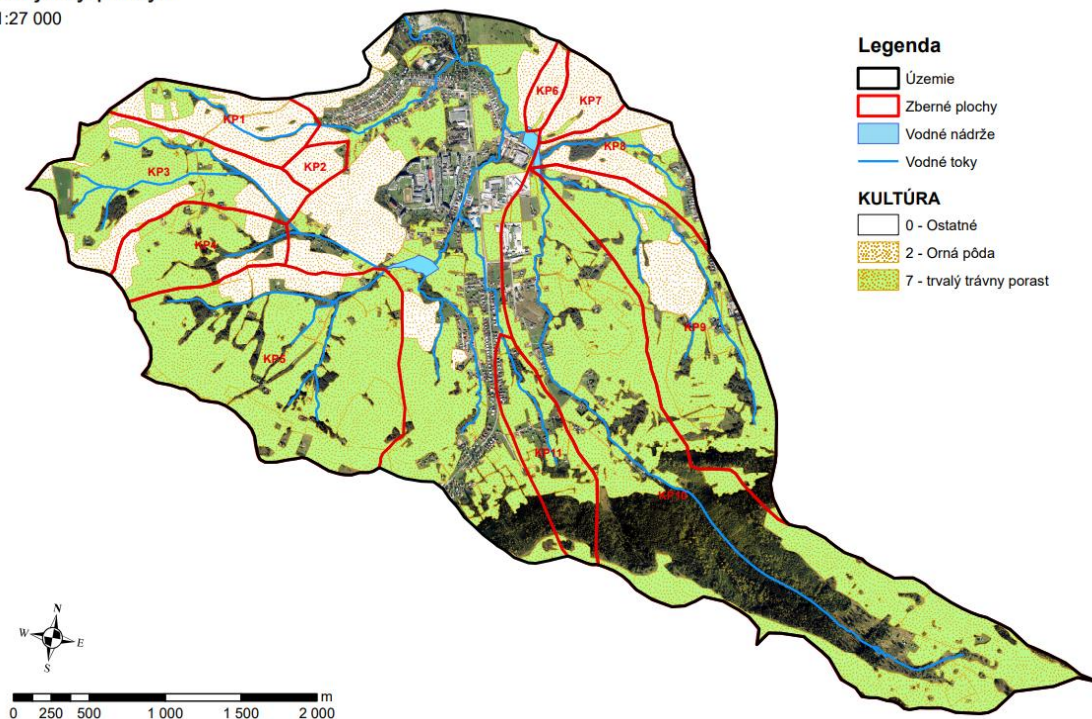 1:27 000
Legenda
Územie
Zberné plochy
Vodné nádrže
Vodné toky
KULTÚRA
0 - Ostatné
2 - Orná pôda
7 - trvalý trávny porast
KP6
KP7
KP1
KP8
KP2
KP3
KP4
KP9
KP5
KP11
KP10
N
W
E
S
m
0 250 500 1 000 1 500 2 000